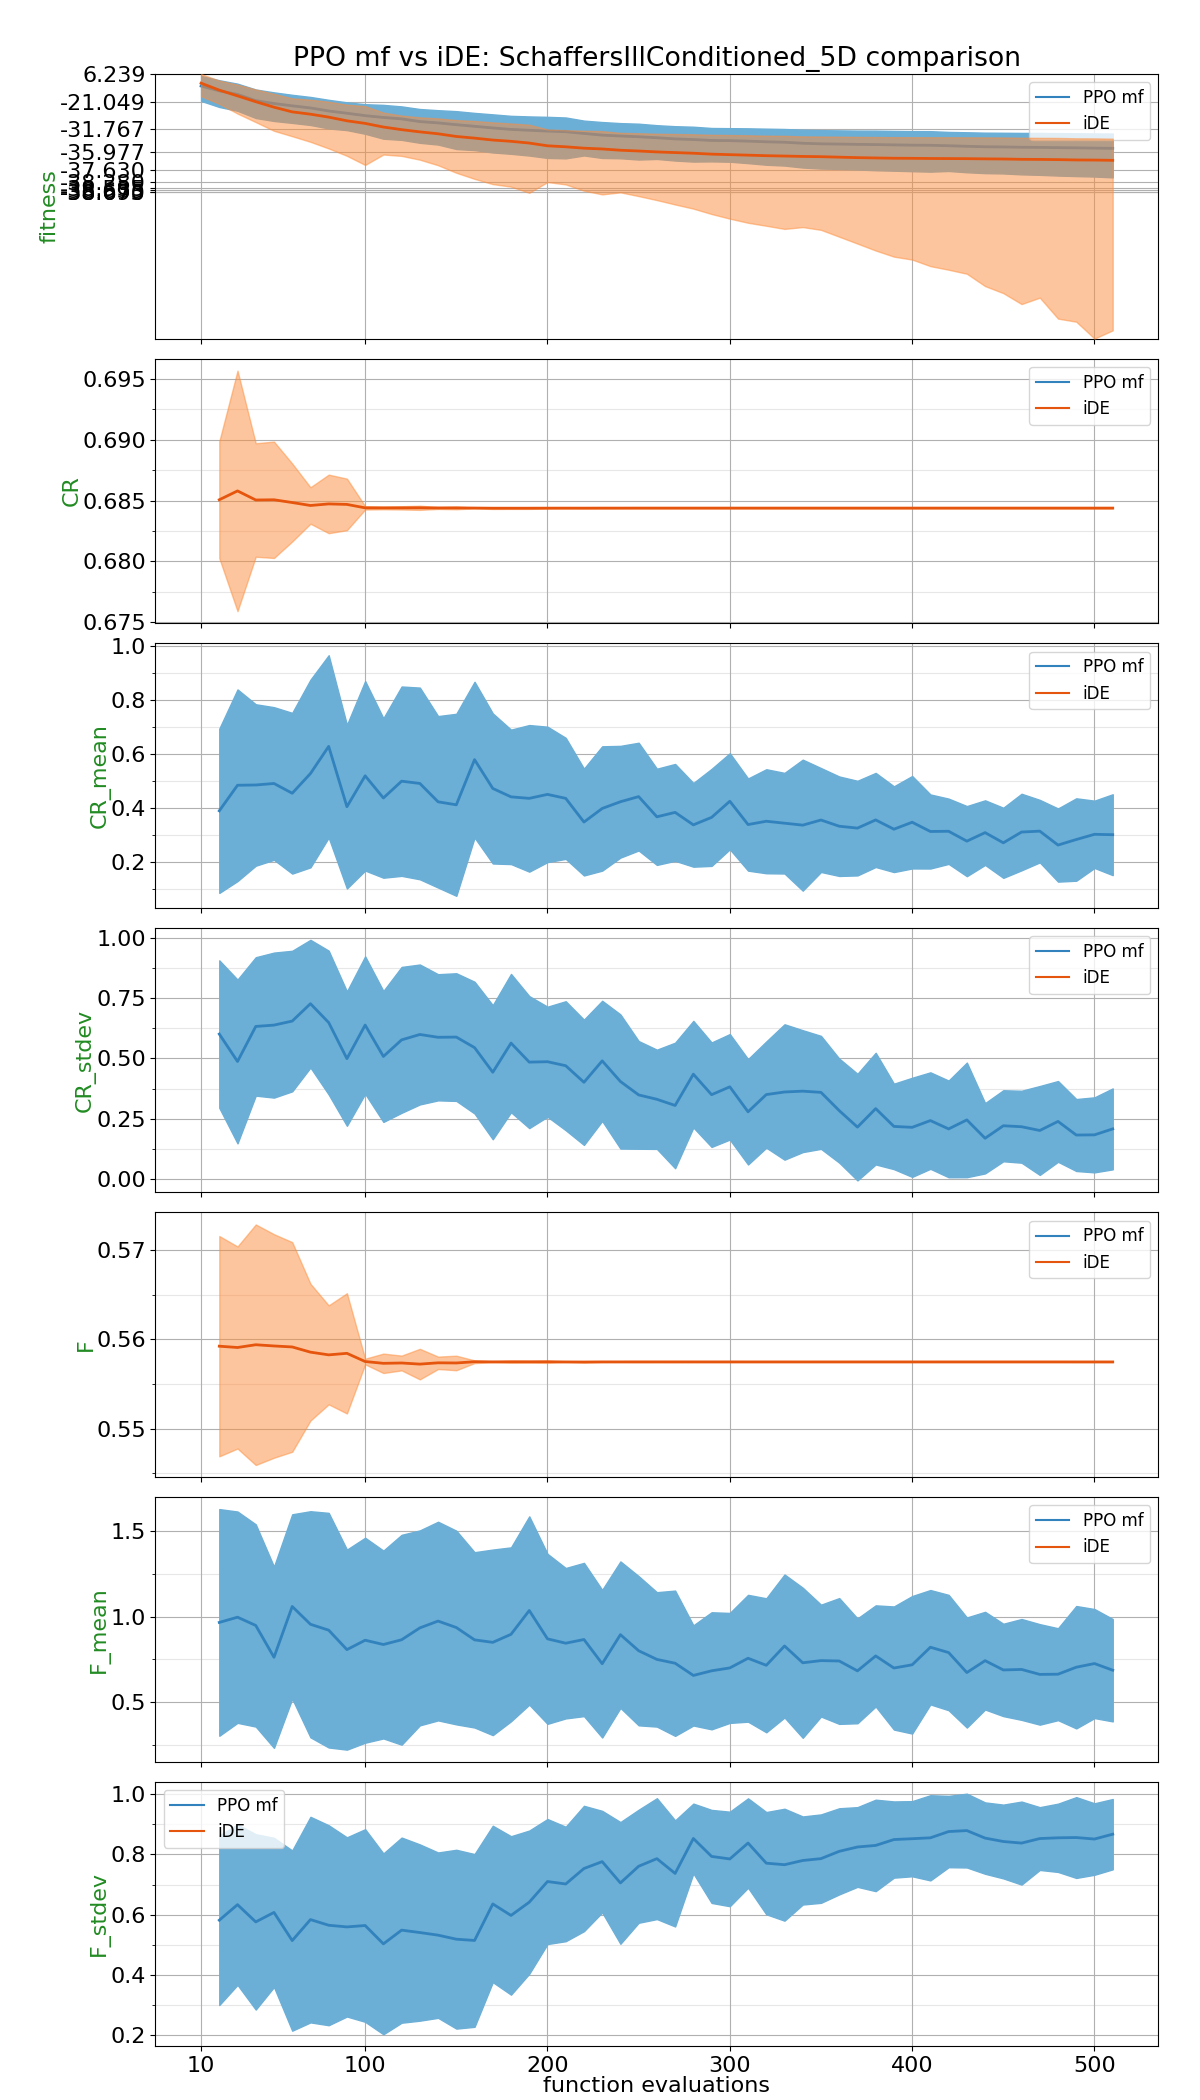 PPO mf vs iDE: SchaffersIllConditioned_5D comparison
6.239
-21.049
-31.767
-35.977
-37.630
fitness
PPO mf
iDE
0.695
0.690
0.685
0.680
0.675
CR
PPO mf
iDE
1.0
0.8
0.6
0.4
0.2
CR_mean
PPO mf
iDE
1.00
0.75
0.50
0.25
0.00
CR_stdev
PPO mf
iDE
0.57
0.56
0.55
F
PPO mf
iDE
1.5
1.0
0.5
F_mean
PPO mf
iDE
1.0
0.8
0.6
0.4
0.2
F_stdev
PPO mf
iDE
10 100 200 300 400 500
function evaluations